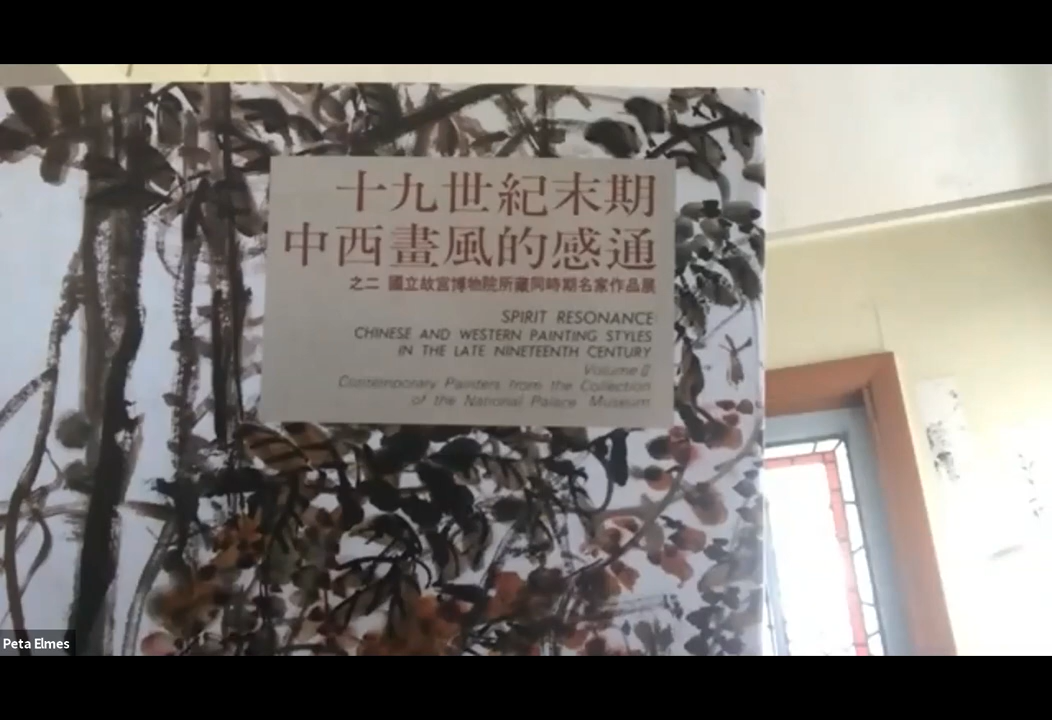 十九世紀末期
中西畫風的感通
之二 國立故宮博物院所藏同時期名家作品展
SPIRIT RESONANCE
CHINESE AND WESTERN PAINTING STYLES
IN THE LATE NINETEENTH CENTURY
Volume II
Contemporary Painters from the Collection
of the National Palace Museum
Peta Elmes